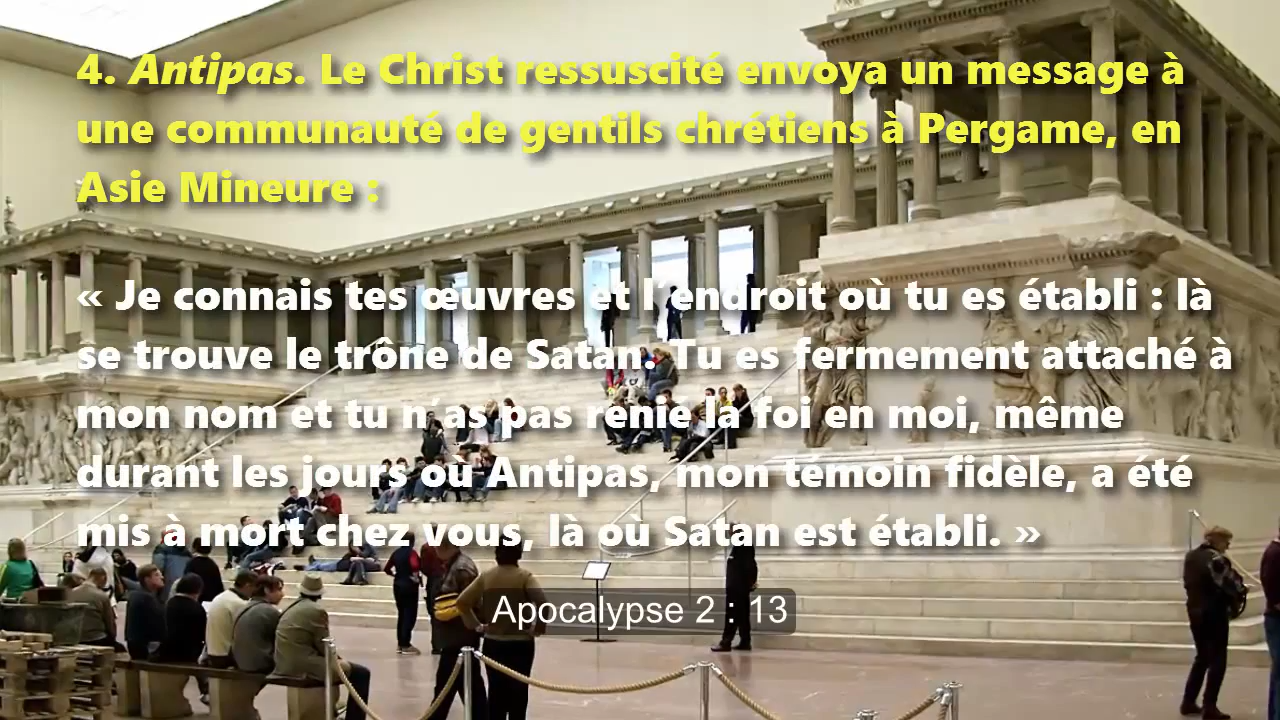 4. Antipas. Le Christ ressuscité envoya un message à
une communauté de gentils chrétiens à Pergame, en
Asie Mineure :
« Je connais tes œuvres et l’endroit où tu es établi : là
se trouve le trône de Satan. Tu es fermement attaché à
mon nom et tu n’as pas renié la foi en moi, même
durant les jours où Antipas, mon témoin fidèle, a été
mis à mort chez vous, là où Satan est établi. »
Apocalypse 2 : 13